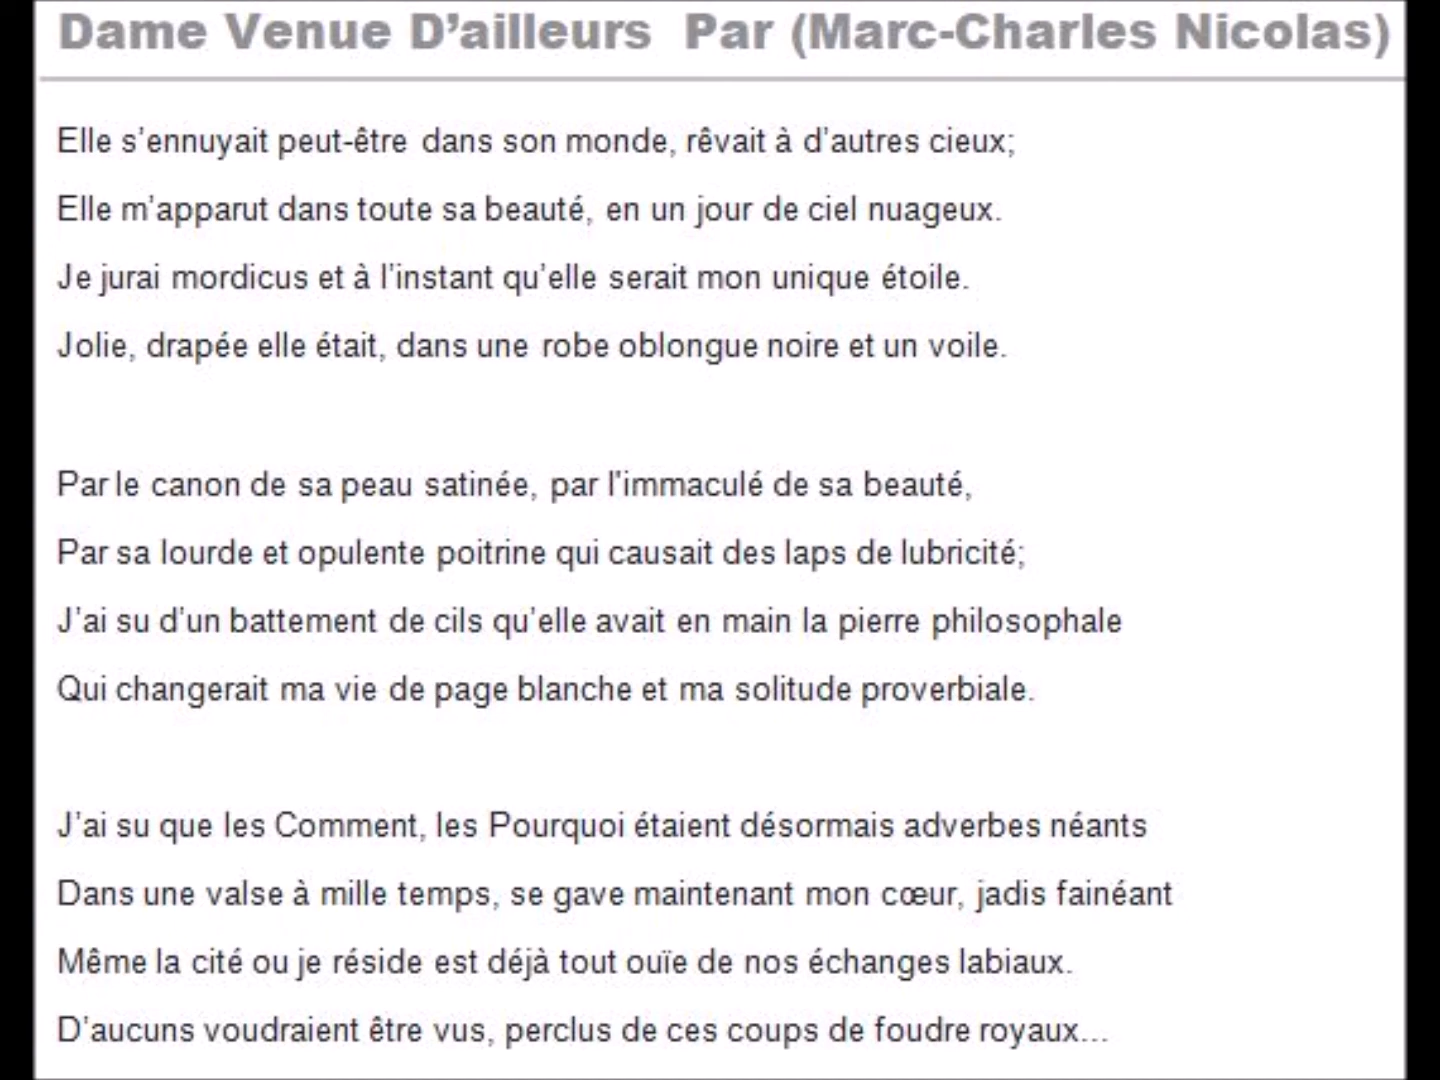 Dame Venue D’ailleurs Par (Marc-Charles Nicolas)
Elle s’ennuyait peut-être dans son monde, rêvait à d’autres cieux;
Elle m’apparut dans toute sa beauté, en un jour de ciel nuageux.
Je jurai mordicus et à l’instant qu’elle serait mon unique étoile.
Jolie, drapée elle était, dans une robe oblongue noire et un voile.
Par le canon de sa peau satinée, par l'immaculé de sa beauté,
Par sa lourde et opulente poitrine qui causait des laps de lubricité;
J’ai su d’un battement de cils qu’elle avait en main la pierre philosophale
Qui changerait ma vie de page blanche et ma solitude proverbiale.
J’ai su que les Comment, les Pourquoi étaient désormais adverbes néants
Dans une valse à mille temps, se gave maintenant mon cœur, jadis fainéant
Même la cité ou je réside est déjà tout ouïe de nos échanges labiaux.
D’aucuns voudraient être vus, perclus de ces coups de foudre royaux...